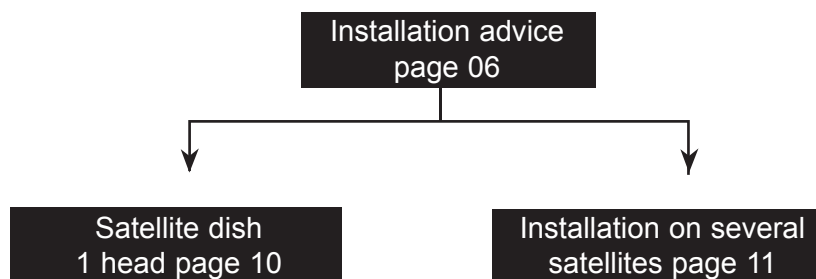 Installation advice
page 06
Satellite dish
1 head page 10
Installation on several
satellites page 11